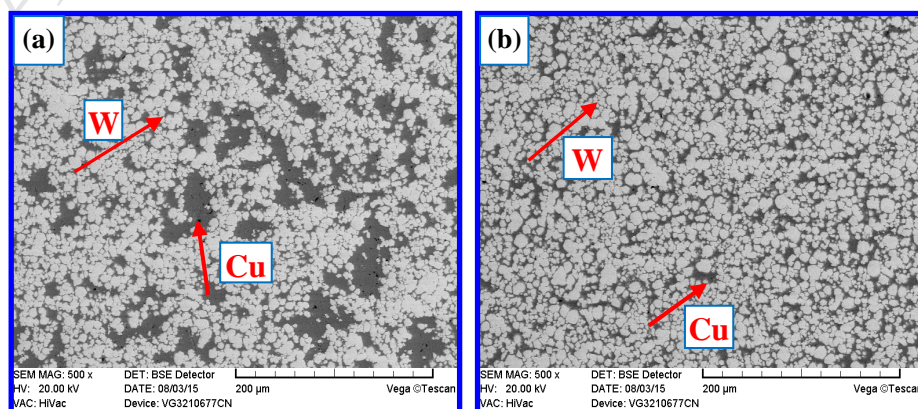 (a)
W
Cu
SEM MAG: 500 x DET: BSE Detector
HV: 20.00 kV DATE: 08/03/15 200 µm Vega ©Tescan
VAC: HiVac Device: VG3210677CN
(b)
W
Cu
SEM MAG: 500 x DET: BSE Detector
HV: 20.00 kV DATE: 08/03/15 200 µm Vega ©Tescan
VAC: HiVac Device: VG3210677CN